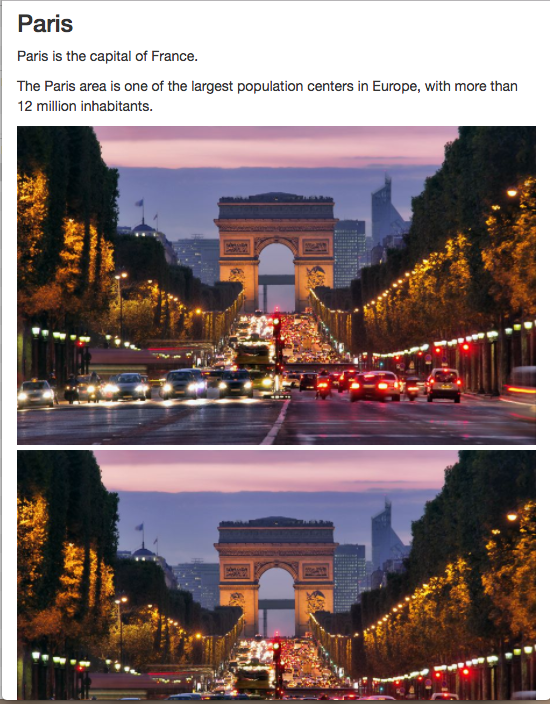 Paris
Paris is the capital of France.
The Paris area is one of the largest population centers in Europe, with more than
12 million inhabitants.